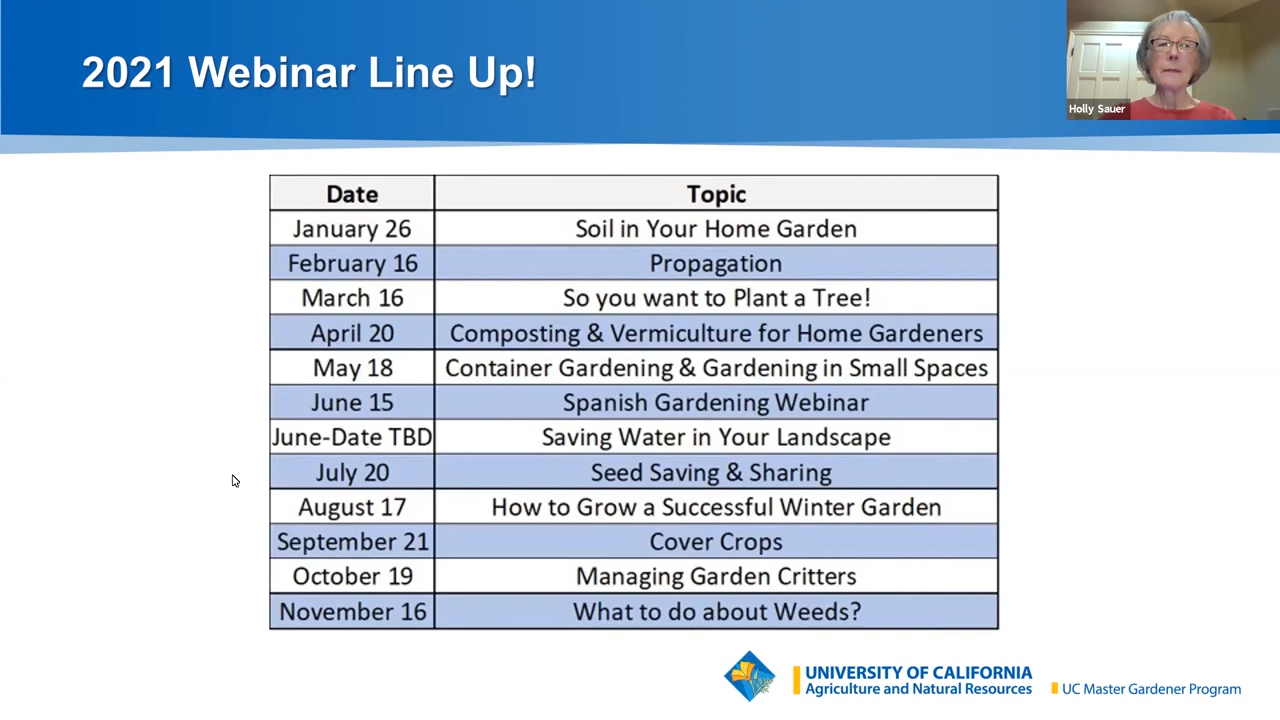 2021 Webinar Line Up!
Holly Sauer
Date Topic
January 26 Soil in Your Home Garden
February 16 Propagation
March 16 So you want to Plant a Tree!
April 20 Composting & Vermiculture for Home Gardeners
May 18 Container Gardening & Gardening in Small Spaces
June 15 Spanish Gardening Webinar
June-Date TBD Saving Water in Your Landscape
July 20 Seed Saving & Sharing
August 17 How to Grow a Successful Winter Garden
September 21 Cover Crops
October 19 Managing Garden Critters
November 16 What to do about Weeds?
UNIVERSITY OF CALIFORNIA
Agriculture and Natural Resources
UC Master Gardener Program